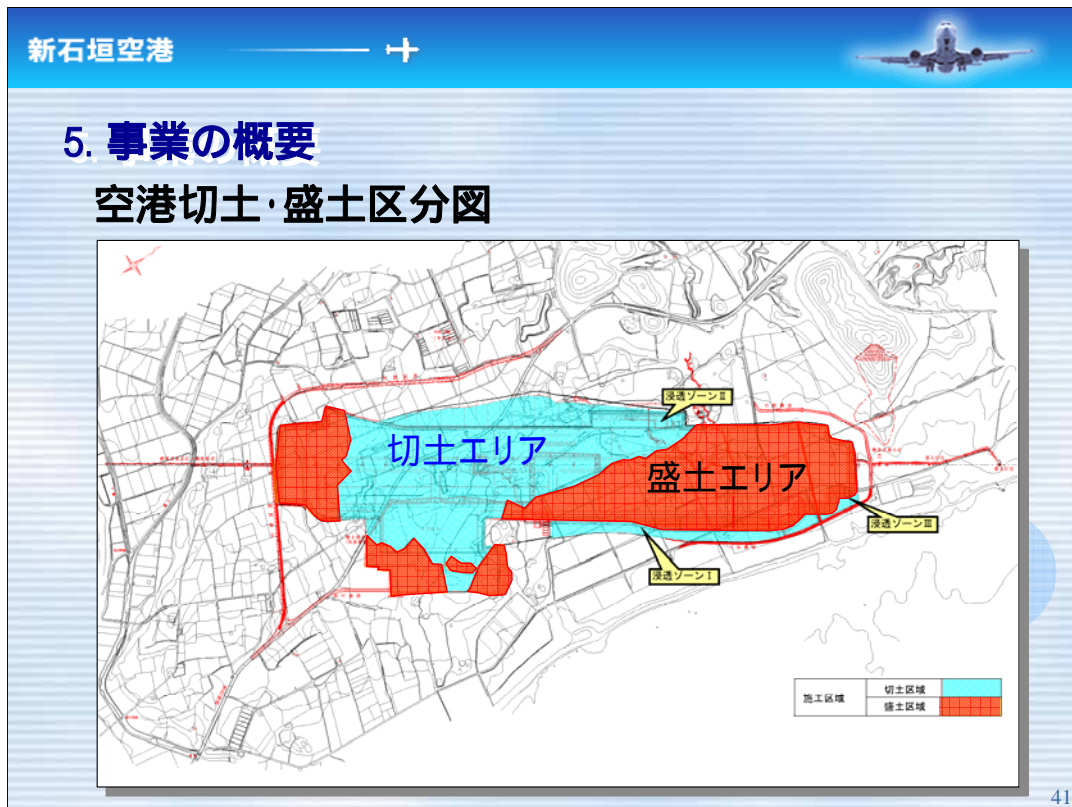 新石垣空港
5. 事業の概要
空港切土・盛土区分図
浸透ゾーンⅡ
切土エリア
盛土エリア
浸透ゾーンⅢ
浸透ゾーンⅠ
施工区域
切土区域
盛土区域
41